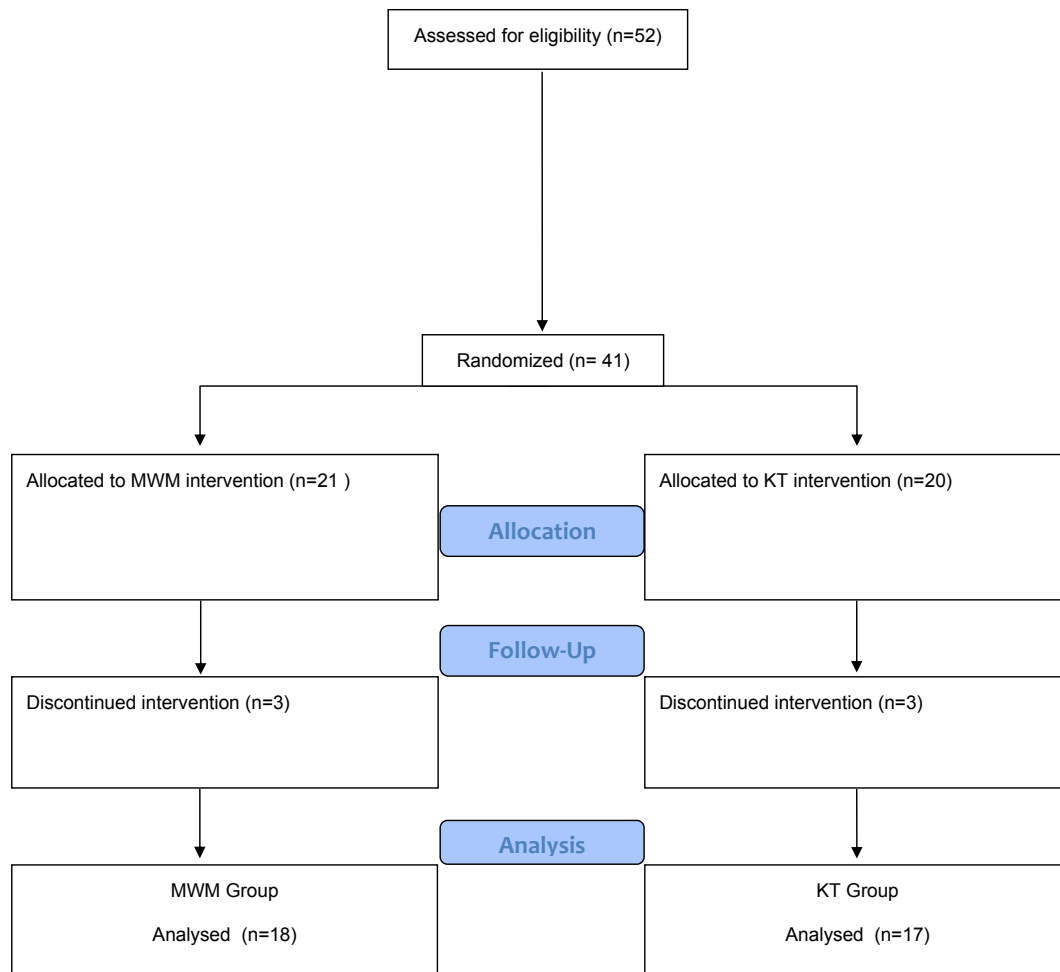 Assessed for eligibility (n=52)
Randomized (n= 41)
Allocated to MWM intervention (n=21 )
Allocated to KT intervention (n=20)
Allocation
Follow-Up
Discontinued intervention (n=3)
Discontinued intervention (n=3)
Analysis
MWM Group
Analysed (n=18)
KT Group
Analysed (n=17)